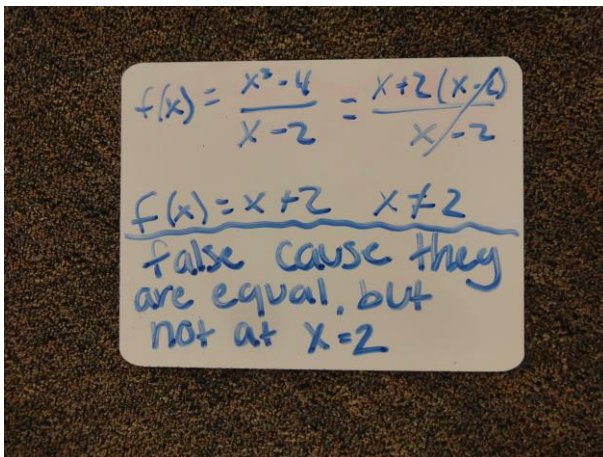 f(x) = x² - 4 / x - 2 = x + 2 (x - 2) / x - 2
f(x) = x + 2 x ≠ 2
false cause they
are equal, but
not at x = 2